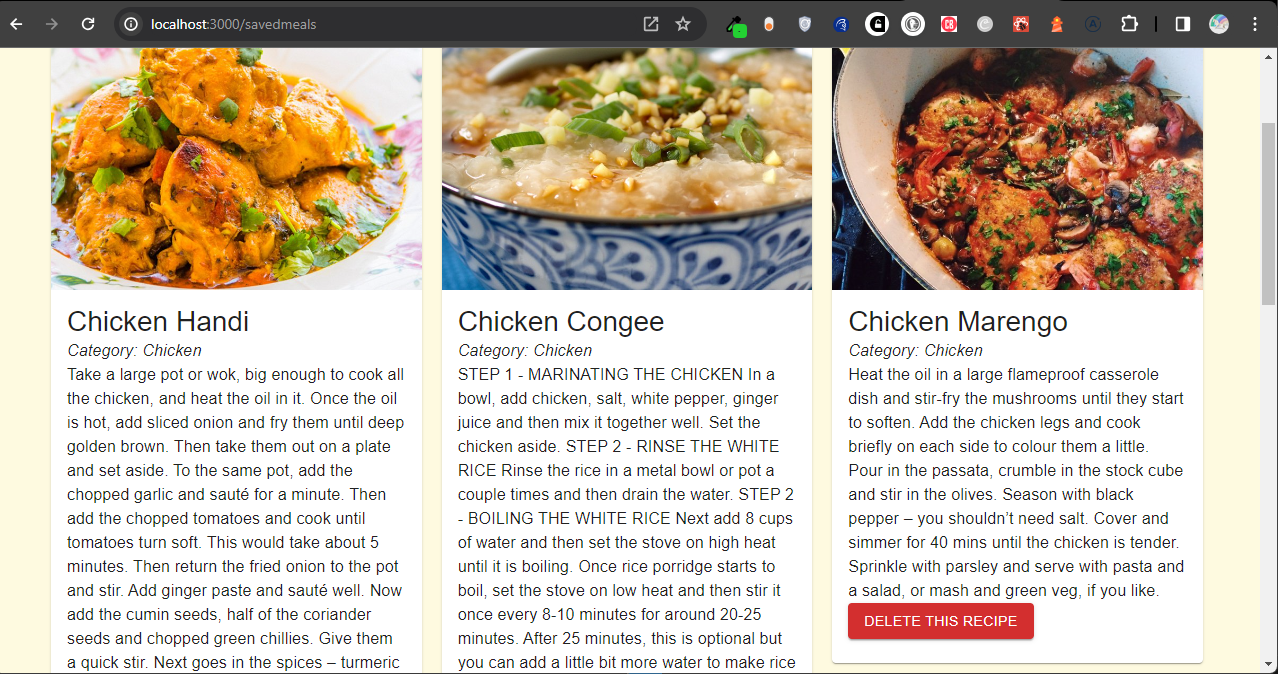 localhost:3000/savedmeals
CB
Chicken Handi
Category: Chicken
Take a large pot or wok, big enough to cook all
the chicken, and heat the oil in it. Once the oil
is hot, add sliced onion and fry them until deep
golden brown. Then take them out on a plate
and set aside. To the same pot, add the
chopped garlic and sauté for a minute. Then
add the chopped tomatoes and cook until
tomatoes turn soft. This would take about 5
minutes. Then return the fried onion to the pot
and stir. Add ginger paste and sauté well. Now
add the cumin seeds, half of the coriander
seeds and chopped green chillies. Give them
a quick stir. Next goes in the spices – turmeric
Chicken Congee
Category: Chicken
STEP 1 - MARINATING THE CHICKEN In a
bowl, add chicken, salt, white pepper, ginger
juice and then mix it together well. Set the
chicken aside. STEP 2 - RINSE THE WHITE
RICE Rinse the rice in a metal bowl or pot a
couple times and then drain the water. STEP 2
- BOILING THE WHITE RICE Next add 8 cups
of water and then set the stove on high heat
until it is boiling. Once rice porridge starts to
boil, set the stove on low heat and then stir it
once every 8-10 minutes for around 20-25
minutes. After 25 minutes, this is optional but
you can add a little bit more water to make rice
Chicken Marengo
Category: Chicken
Heat the oil in a large flameproof casserole
dish and stir-fry the mushrooms until they start
to soften. Add the chicken legs and cook
briefly on each side to colour them a little.
Pour in the passata, crumble in the stock cube
and stir in the olives. Season with black
pepper – you shouldn’t need salt. Cover and
simmer for 40 mins until the chicken is tender.
Sprinkle with parsley and serve with pasta and
a salad, or mash and green veg, if you like.
DELETE THIS RECIPE